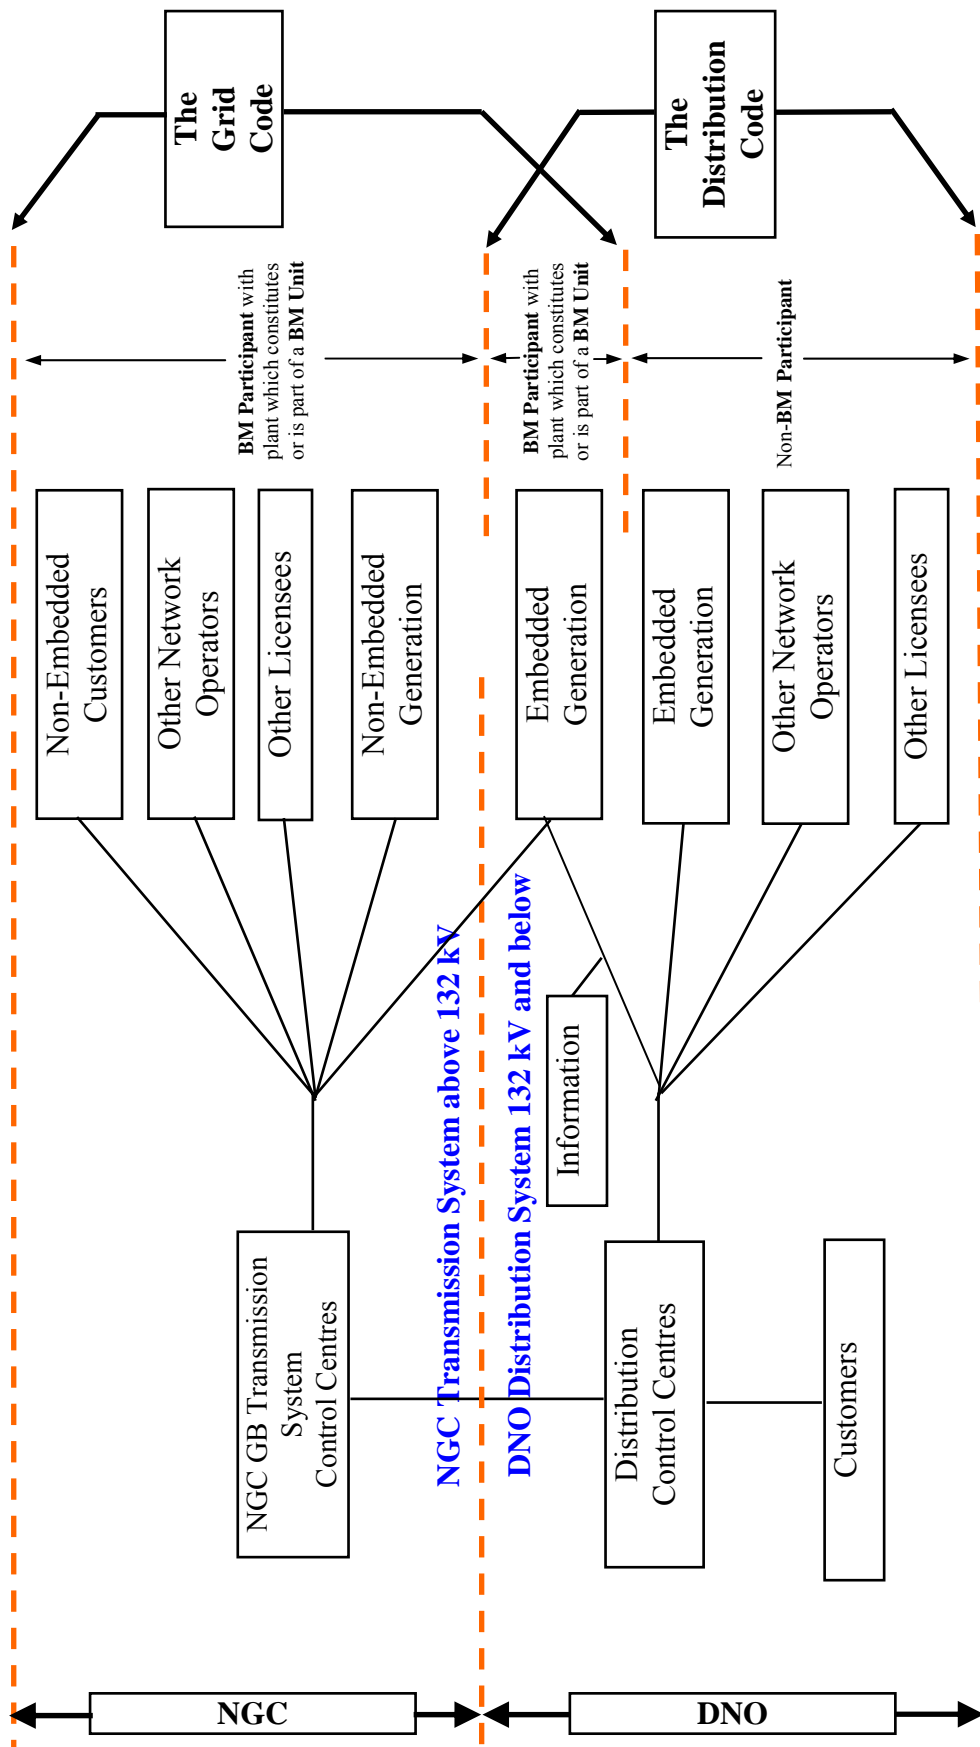 NGC
DNO
NGC GB Transmission
System
Control Centres
NGC Transmission System above 132 kV
DNO Distribution System 132 kV and below
Distribution
Control Centres
Customers
Information
Non-Embedded
Customers
Other Network
Operators
Other Licensees
Non-Embedded
Generation
Embedded
Generation
Embedded
Generation
Other Network
Operators
Other Licensees
BM Participant with
plant which constitutes
or is part of a BM Unit
BM Participant with
plant which constitutes
or is part of a BM Unit
Non-BM Participant
The
Grid
Code
The
Distribution
Code